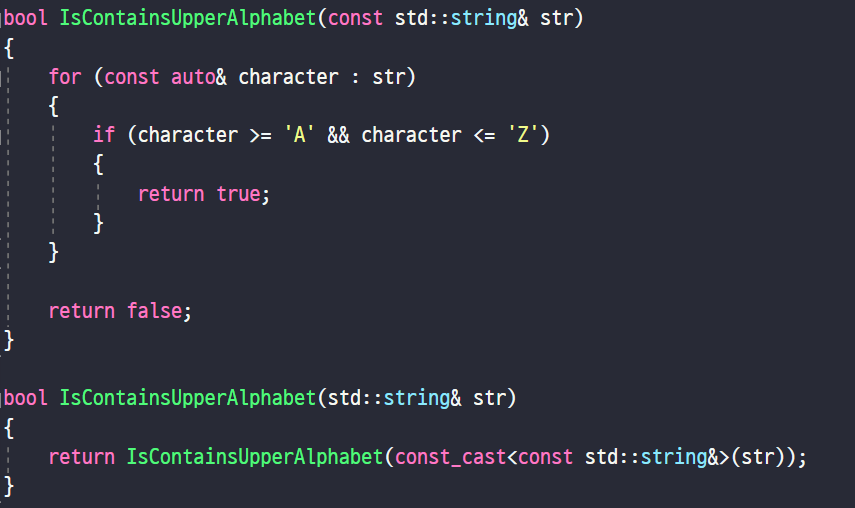 bool IsContainsUpperAlphabet(const std::string& str)
{
for (const auto& character : str)
{
if (character >= 'A' && character <= 'Z')
{
return true;
}
}
return false;
}
bool IsContainsUpperAlphabet(std::string& str)
{
return IsContainsUpperAlphabet(const_cast<const std::string&>(str));
}